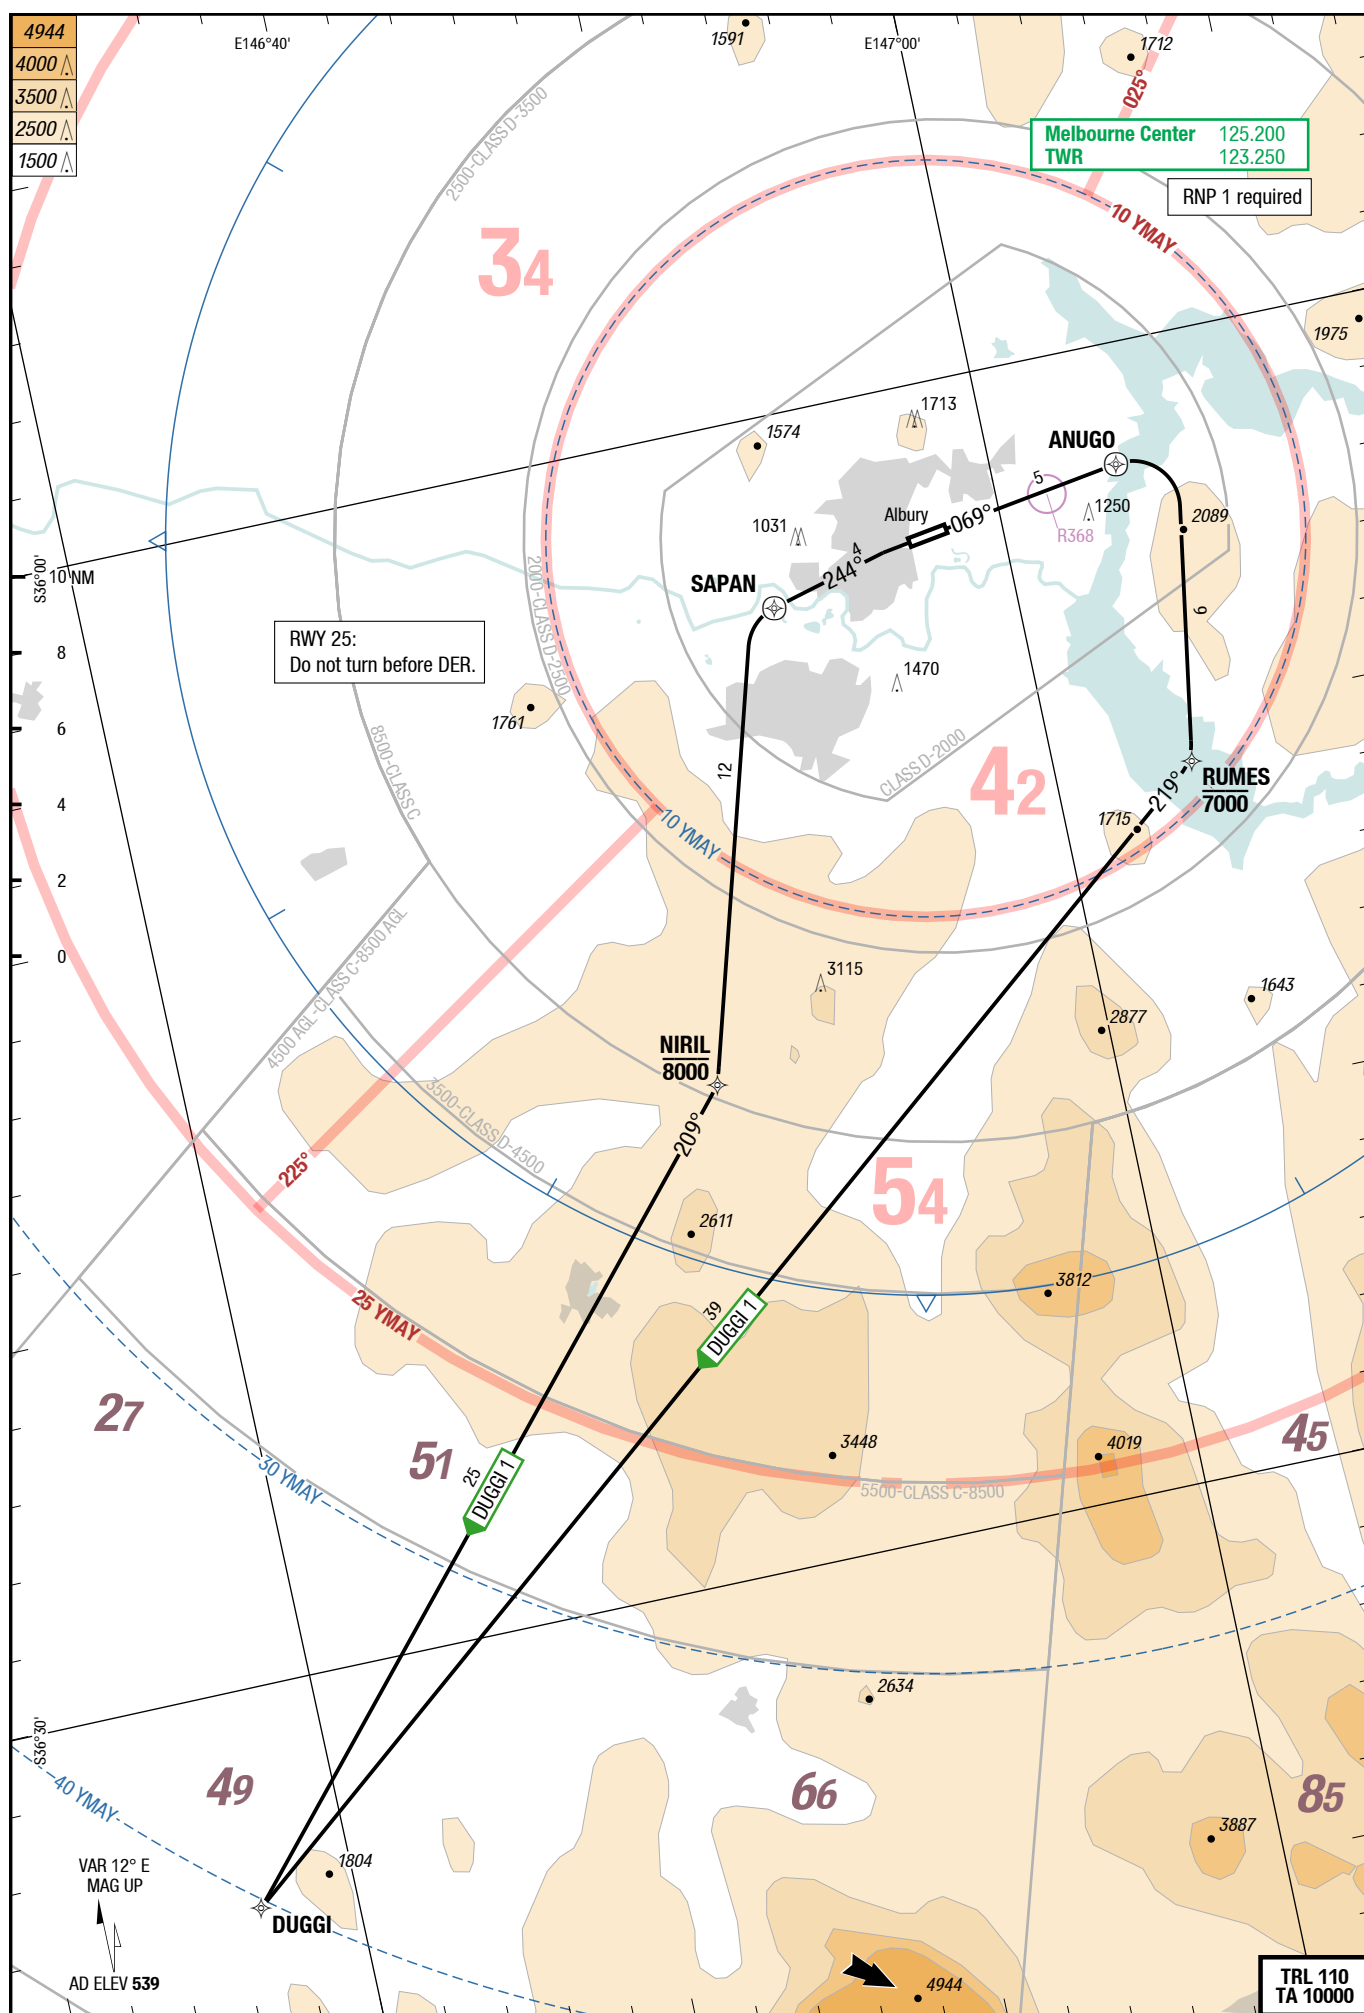 4944
4000
3500
2500
1500
E146°40'
1591
E147°00'
1712
025°
Melbourne Center 125.200
TWR 123.250
RNP 1 required
2500-CLASS D-3500
34
10 YMAY
1975
1713
1574
ANUGO
5
1250
R368
2089
Albury
069°
1031
4
244°
SAPAN
S36°00'
10 NM
8
6
4
2
0
2000-CLASS D-2500
RWY 25:
Do not turn before DER.
1470
6
1761
8500-CLASS C
12
CLASS D-2000
42
RUMES
7000
219°
1715
10 YMAY
4500 AGL-CLASS C-8500 AGL
3115
1643
2877
NIRIL
8000
3500-CLASS D-4500
209°
225°
54
2611
3812
25 YMAY
39
DUGGI 1
27
51
25
DUGGI 1
3448
4019
45
30 YMAY
5500-CLASS C-8500
2634
S36°30'
49
66
85
40 YMAY
3887
1804
VAR 12° E
MAG UP
DUGGI
AD ELEV 539
4944
TRL 110
TA 10000